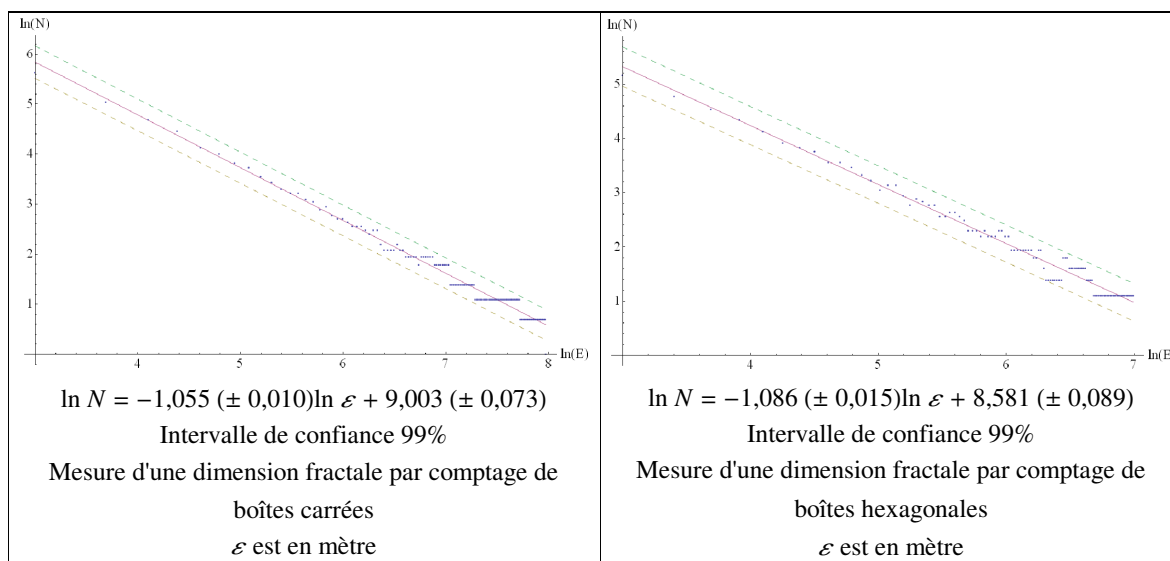 ln(N)
6
5
4
3
2
1
4
5
6
7
8
ln(E)
ln N = −1,055 (± 0,010)ln ε + 9,003 (± 0,073)
Intervalle de confiance 99%
Mesure d'une dimension fractale par comptage de
boîtes carrées
ε est en mètre
ln(N)
5
4
3
2
1
4
5
6
7
ln(E
ln N = −1,086 (± 0,015)ln ε + 8,581 (± 0,089)
Intervalle de confiance 99%
Mesure d'une dimension fractale par comptage de
boîtes hexagonales
ε est en mètre